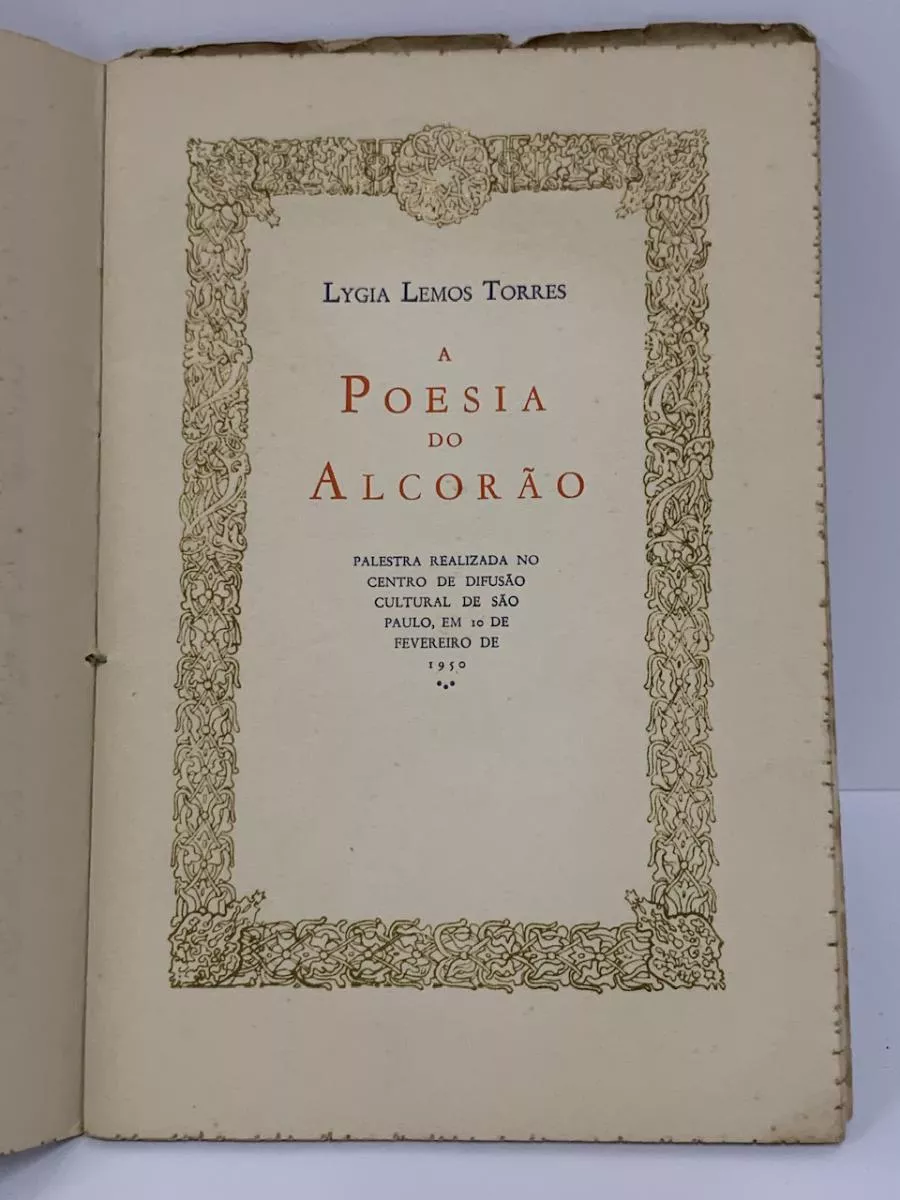 Lygia Lemos Torres
A
Poesia
do
Alcorão
PALESTRA REALIZADA NO
CENTRO DE DIFUSÃO
CULTURAL DE SÃO
PAULO, EM 10 DE
FEVEREIRO DE
1950